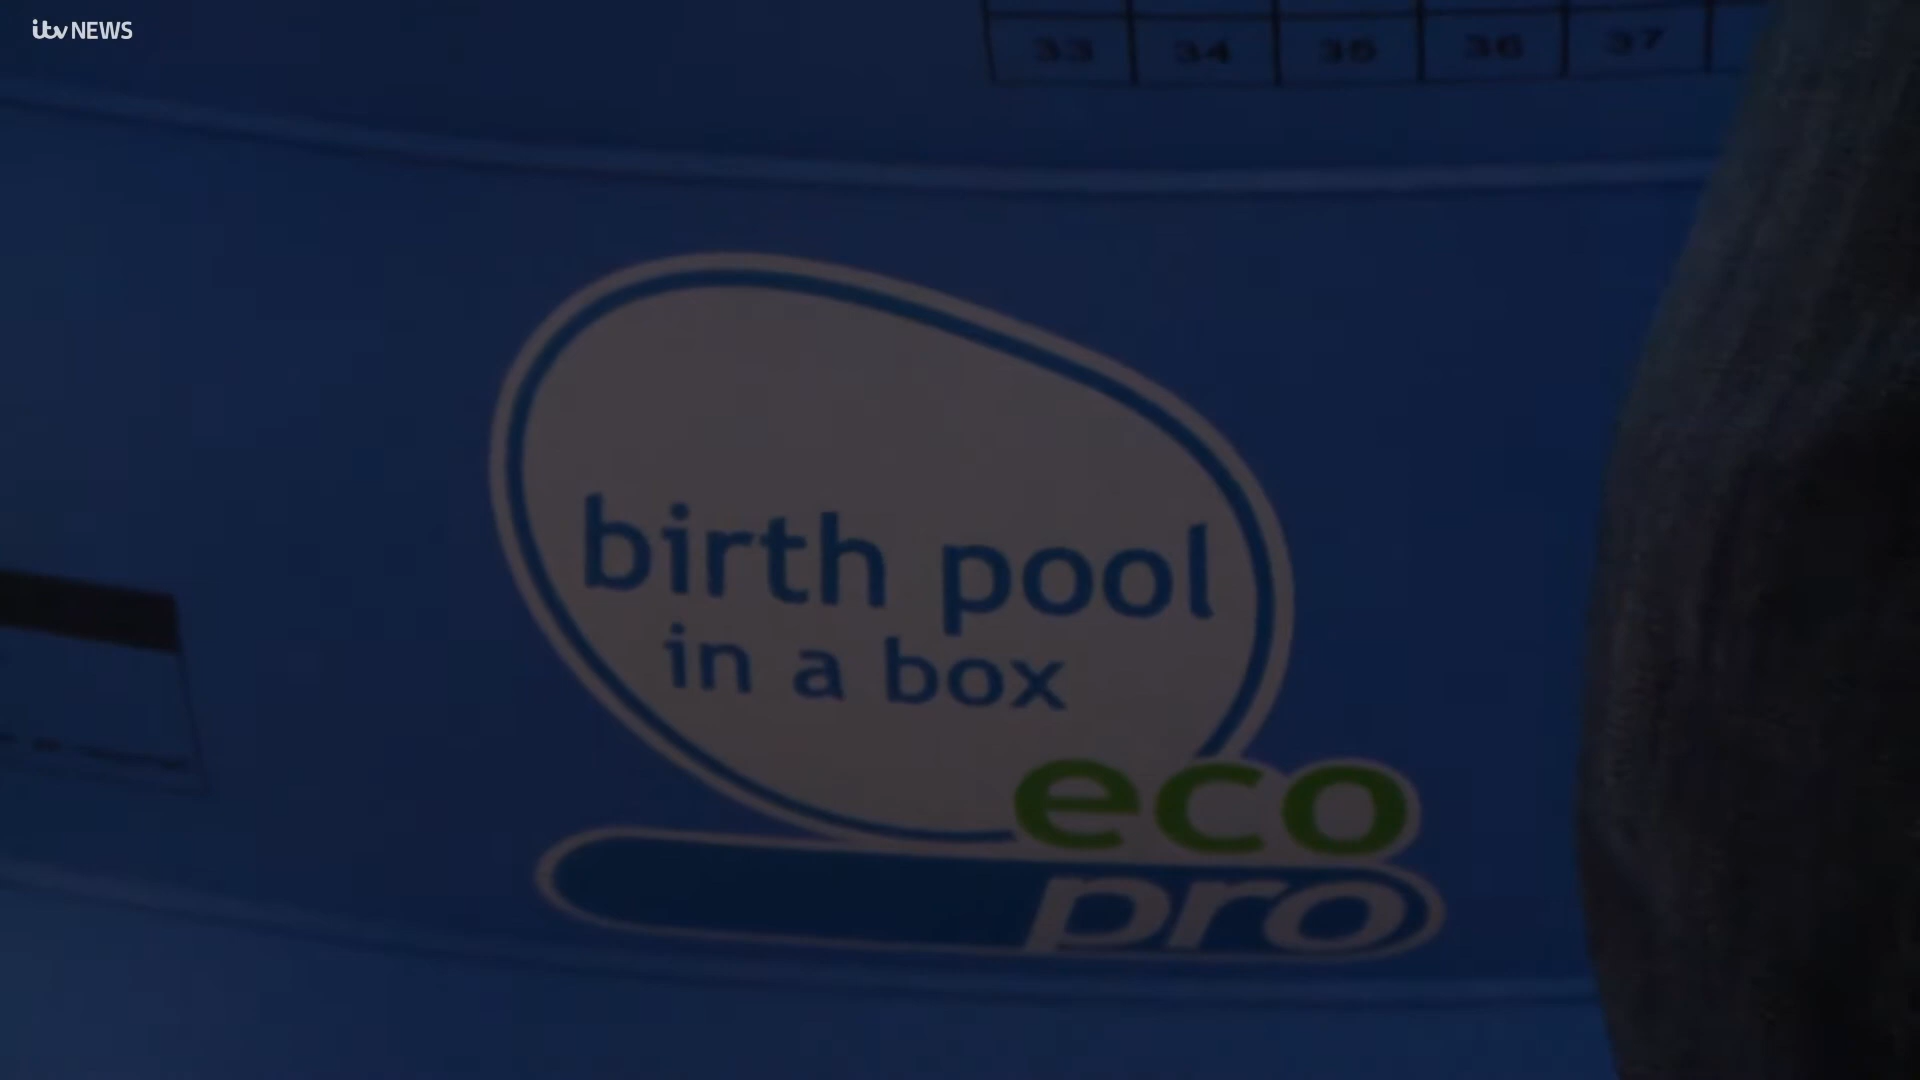 itv NEWS
33 34 35 36 37
birth pool
in a box
eco
pro